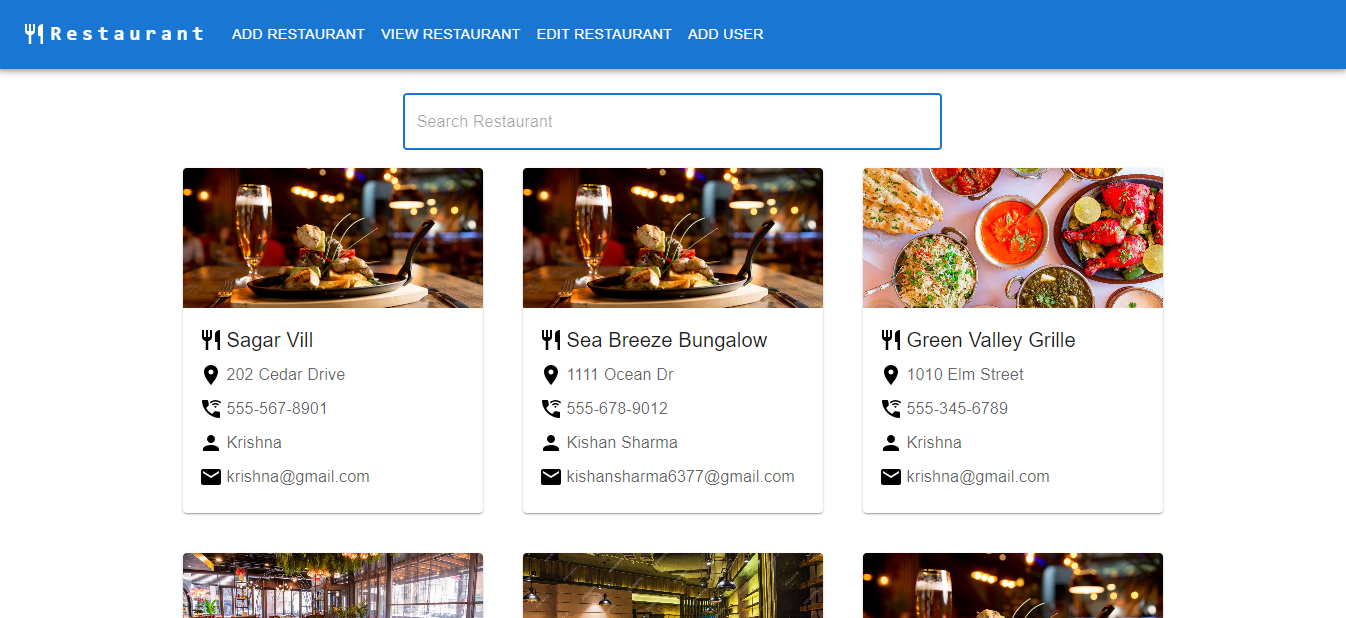 Restaurant ADD RESTAURANT VIEW RESTAURANT EDIT RESTAURANT ADD USER
Search Restaurant
Sagar Vill
202 Cedar Drive
555-567-8901
Krishna
krishna@gmail.com
Sea Breeze Bungalow
1111 Ocean Dr
555-678-9012
Kishan Sharma
kishansharma6377@gmail.com
Green Valley Grille
1010 Elm Street
555-345-6789
Krishna
krishna@gmail.com